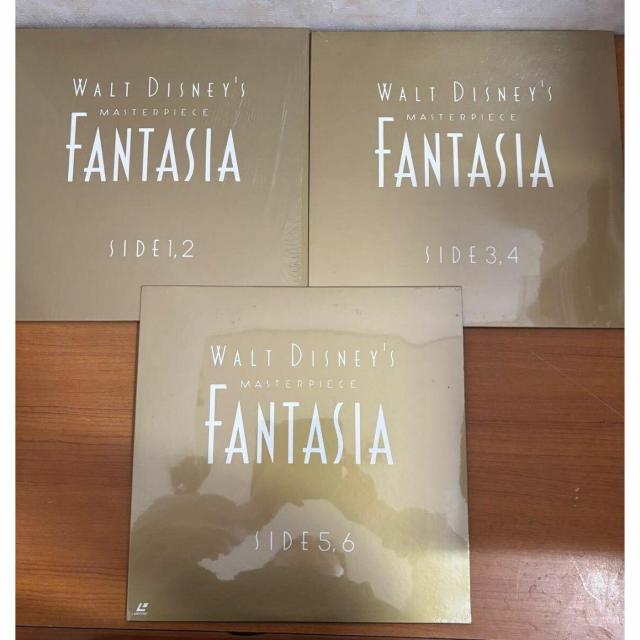 WALT DISNEY'S
MASTERPIECE
FANTASIA
SIDE 1, 2
WALT DISNEY'S
MASTERPIECE
FANTASIA
SIDE 3, 4
WALT DISNEY'S
MASTERPIECE
FANTASIA
SIDE 5, 6